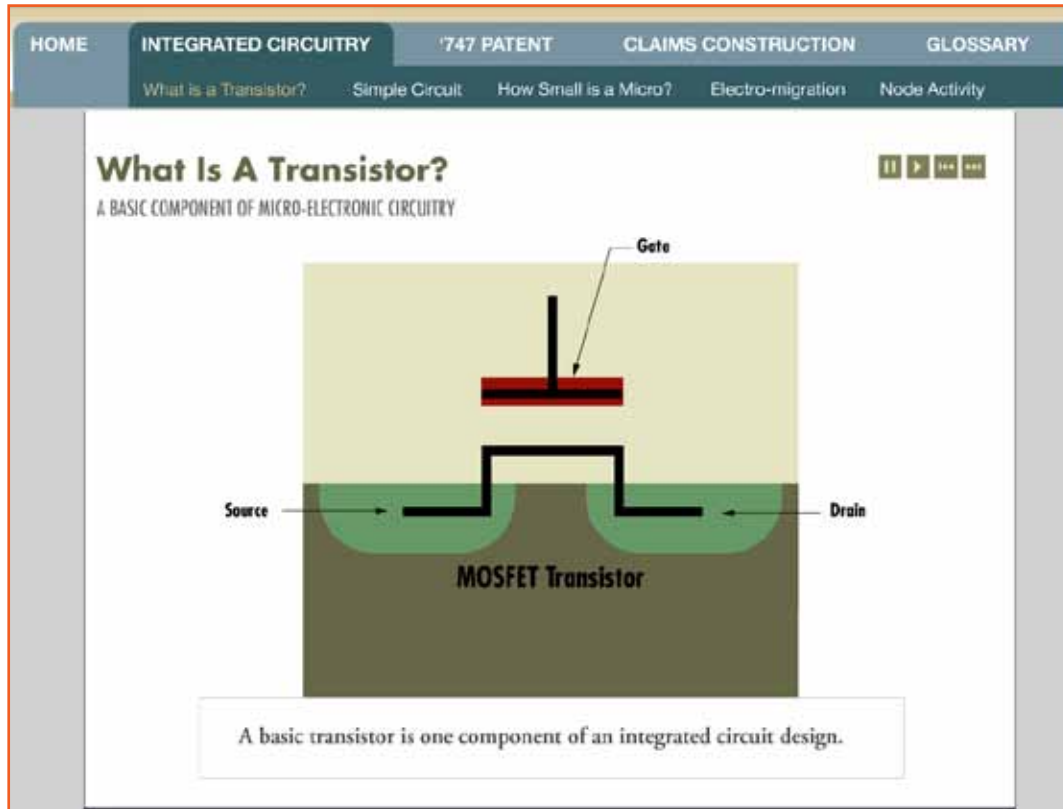 HOME INTEGRATED CIRCUITRY '747 PATENT CLAIMS CONSTRUCTION GLOSSARY
What is a Transistor? Simple Circuit How Small is a Micro? Electro-migration Node Activity
What Is A Transistor?
A BASIC COMPONENT OF MICRO-ELECTRONIC CIRCUITRY
Gate
Source
Drain
MOSFET Transistor
A basic transistor is one component of an integrated circuit design.